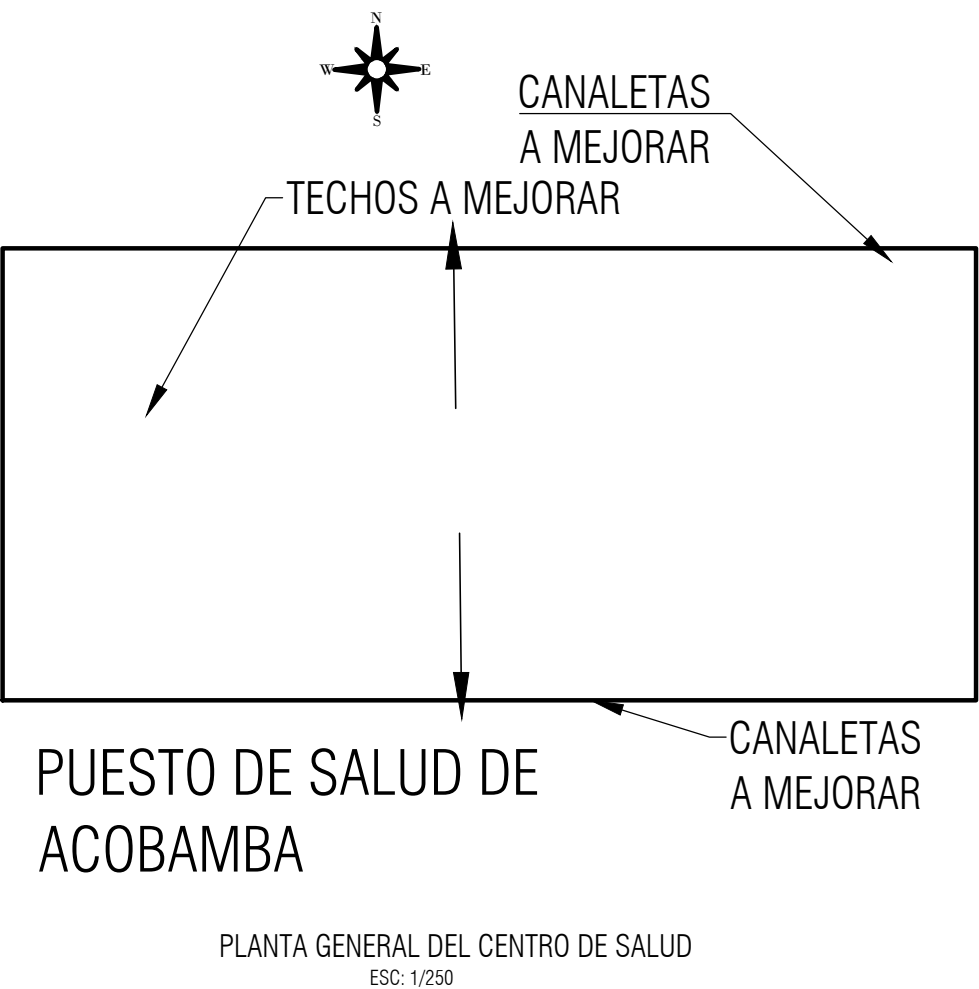 N
W E
S
CANALETAS
A MEJORAR
TECHOS A MEJORAR
CANALETAS
A MEJORAR
PUESTO DE SALUD DE
ACOBAMBA
PLANTA GENERAL DEL CENTRO DE SALUD
ESC: 1/250